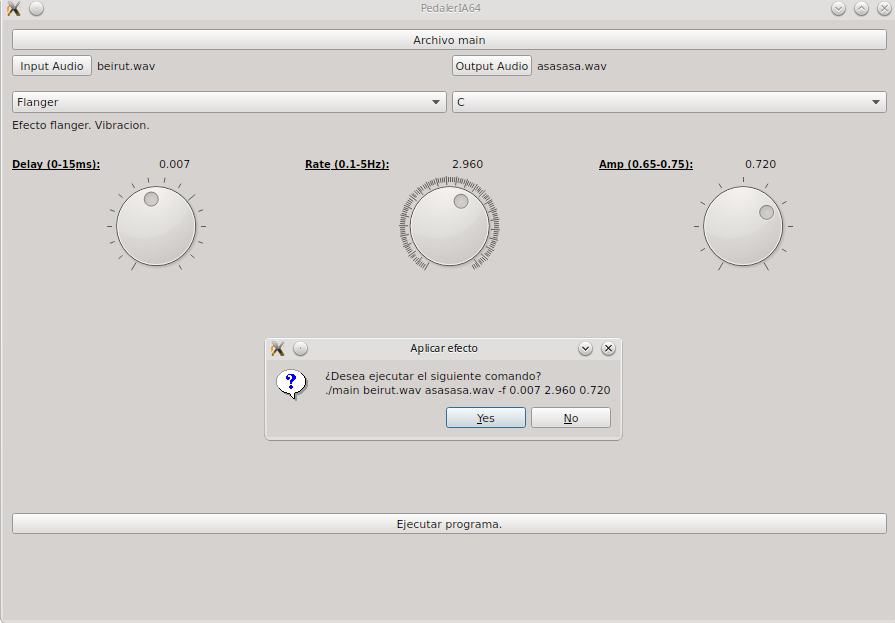 PedalerIA64
Archivo main
Input Audio beirut.wav Output Audio asasasa.wav
Flanger C
Efecto flanger. Vibracion.
Delay (0-15ms): 0.007 Rate (0.1-5Hz): 2.960 Amp (0.65-0.75): 0.720
Aplicar efecto
¿Desea ejecutar el siguiente comando?
./main beirut.wav asasasa.wav -f 0.007 2.960 0.720
Yes No
Ejecutar programa.